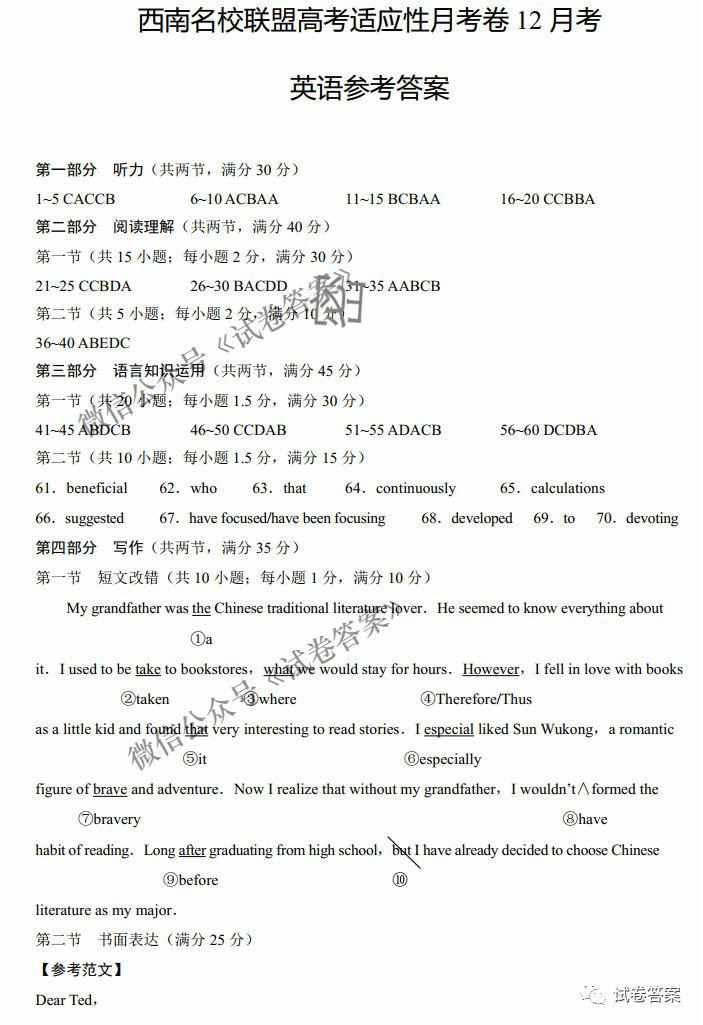 西南名校联盟高考适应性月考卷 12 月考
英语参考答案
第一部分 听力（共两节，满分 30 分）
1~5 CACCB 6~10 ACBAA 11~15 BCBAA 16~20 CCBBA
第二部分 阅读理解（共两节，满分 40 分）
第一节（共 15 小题；每小题 2 分，满分 30 分）
21~25 CCBDA 26~30 BACDD 31~35 AABCB
第二节（共 5 小题；每小题 2 分，满分 10 分）
36~40 ABEDC
第三部分 语言知识运用（共两节，满分 45 分）
第一节（共 20 小题；每小题 1.5 分，满分 30 分）
41~45 ABDCB 46~50 CCDAB 51~55 ADACB 56~60 DCDBA
第二节（共 10 小题；每小题 1.5 分，满分 15 分）
61．beneficial 62．who 63．that 64．continuously 65．calculations
66．suggested 67．have focused/have been focusing 68．developed 69．to 70．devoting
第四部分 写作（共两节，满分 35 分）
第一节 短文改错（共 10 小题；每小题 1 分，满分 10 分）
My grandfather was the Chinese traditional literature lover．He seemed to know everything about
①a
it．I used to be take to bookstores，what we would stay for hours．However，I fell in love with books
②taken ③where ④Therefore/Thus
as a little kid and found that very interesting to read stories．I especial liked Sun Wukong，a romantic
⑤it ⑥especially
figure of brave and adventure．Now I realize that without my grandfather，I wouldn't∧formed the
⑦bravery ⑧have
habit of reading．Long after graduating from high school，but I have already decided to choose Chinese
⑨before ⑩
literature as my major．
第二节 书面表达（满分 25 分）
【参考范文】
Dear Ted，
微信公众号《试卷答案》
微信公众号《试卷答案》
密
试卷答案